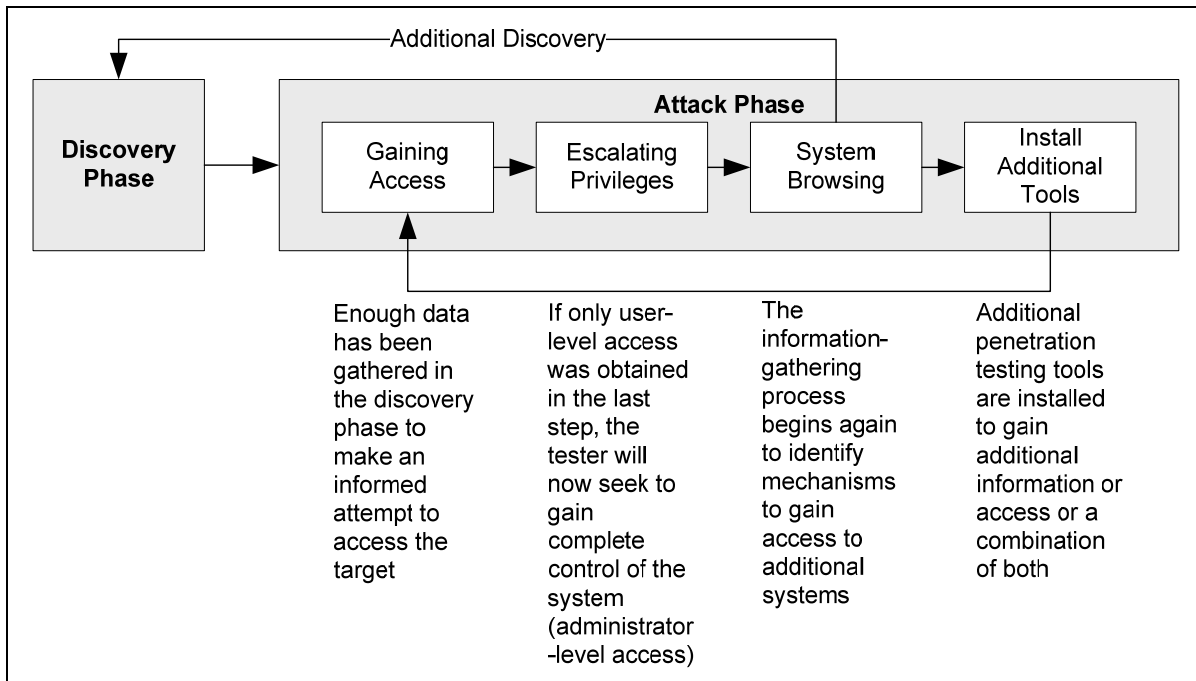 Additional Discovery
Attack Phase
Discovery
Phase
Gaining
Access
Escalating
Privileges
System
Browsing
Install
Additional
Tools
Enough data
has been
gathered in
the discovery
phase to
make an
informed
attempt to
access the
target
If only user-
level access
was obtained
in the last
step, the
tester will
now seek to
gain
complete
control of the
system
(administrator
-level access)
The
information-
gathering
process
begins again
to identify
mechanisms
to gain
access to
additional
systems
Additional
penetration
testing tools
are installed
to gain
additional
information or
access or a
combination
of both